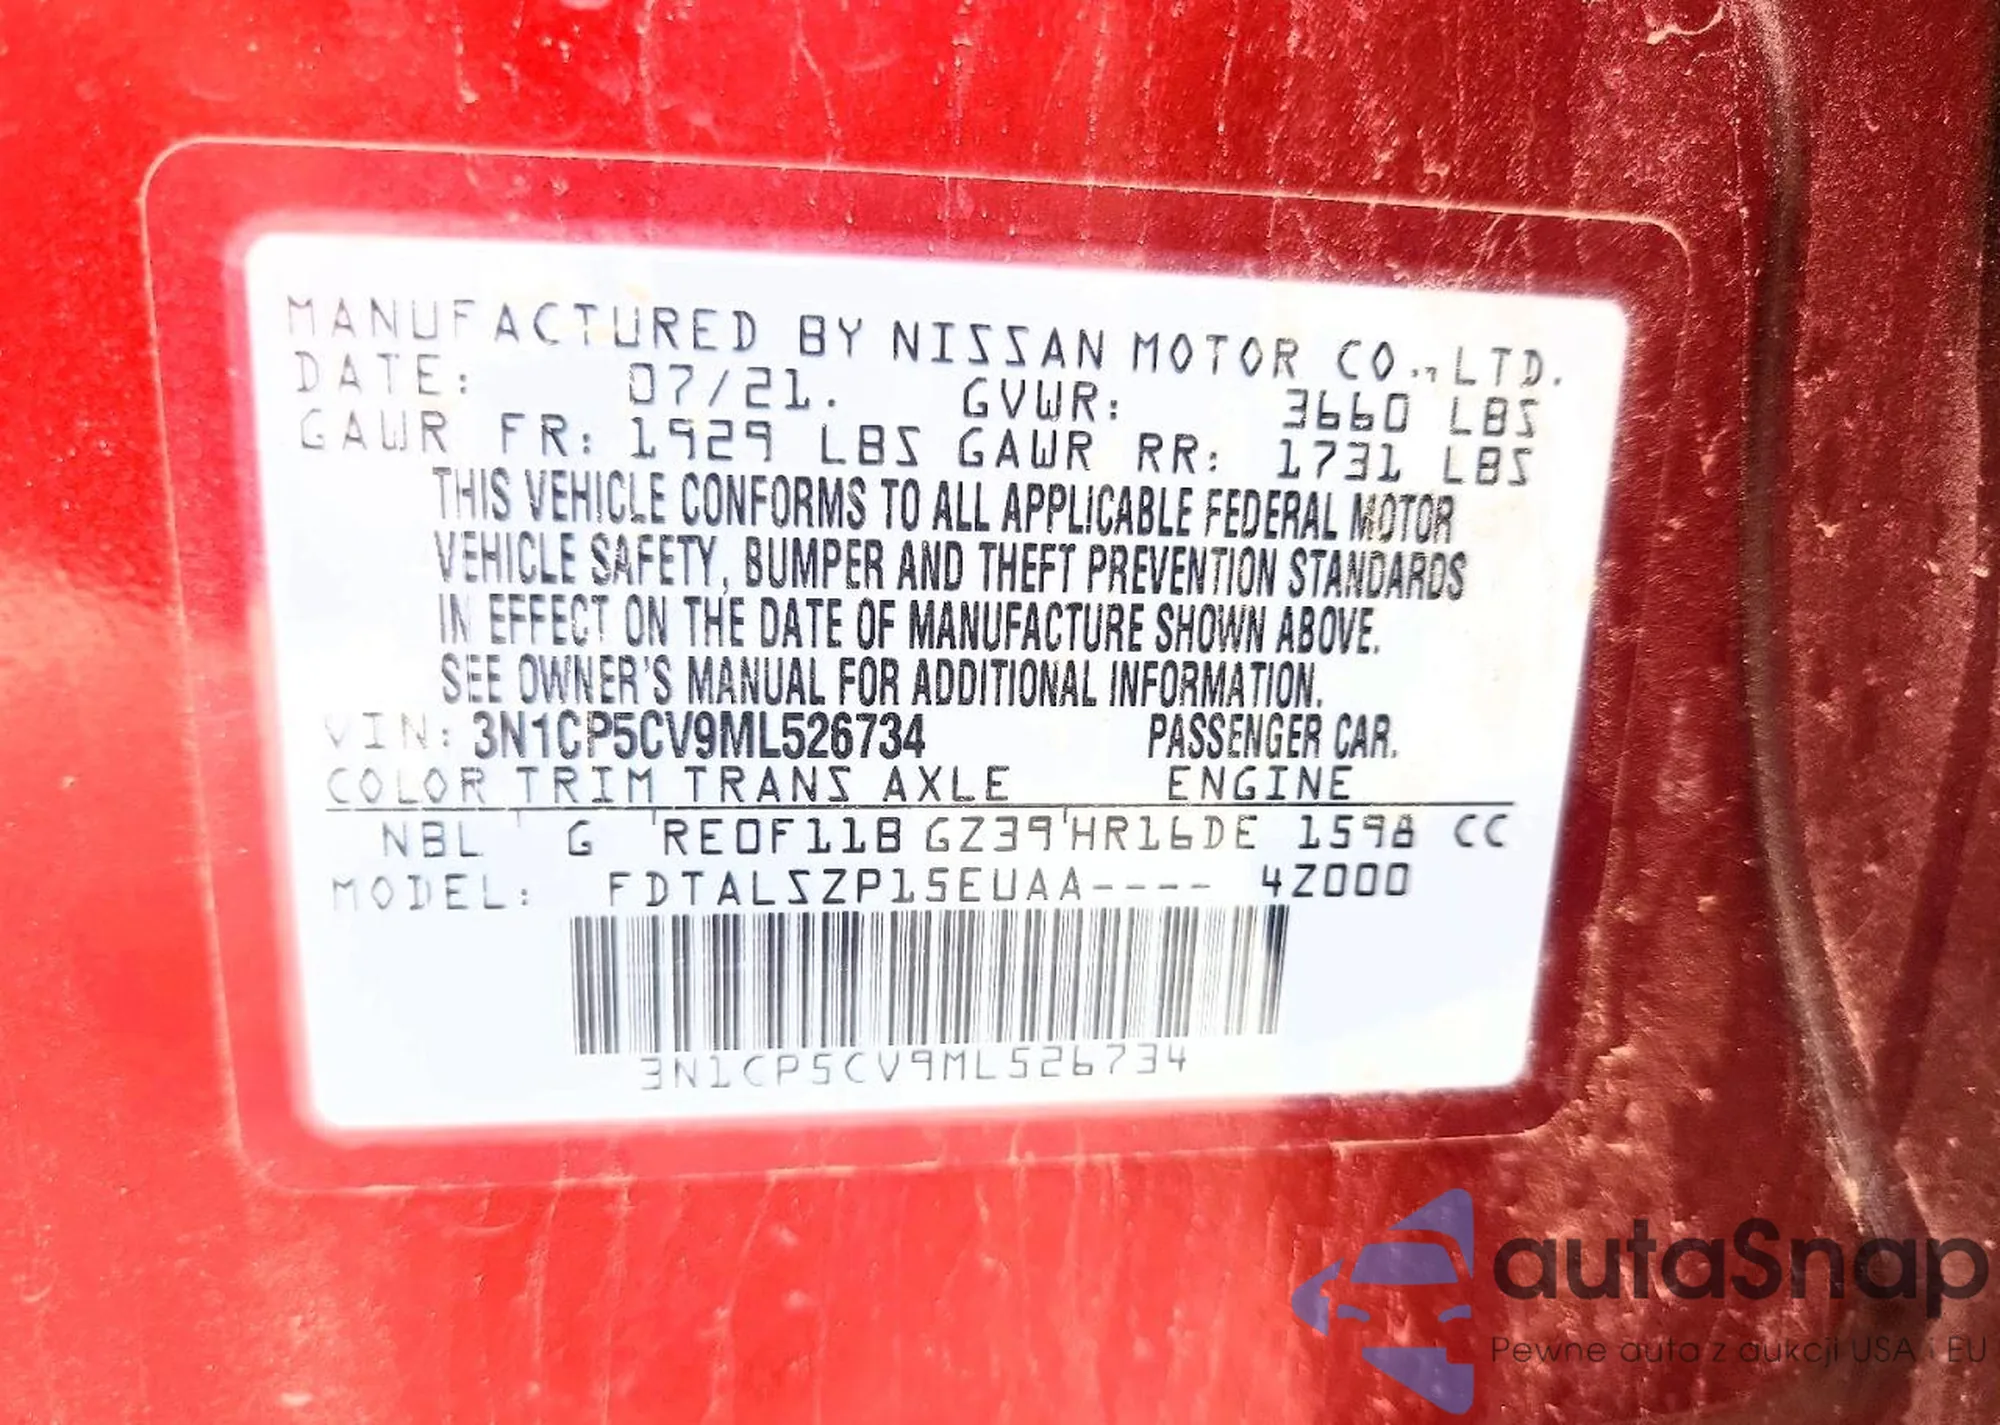 MANUFACTURED BY NISSAN MOTOR CO., LTD.
DATE: 07/21. GVWR: 3660 LBS
GAWR FR: 1929 LBS GAWR RR: 1731 LBS
THIS VEHICLE CONFORMS TO ALL APPLICABLE FEDERAL MOTOR
VEHICLE SAFETY, BUMPER AND THEFT PREVENTION STANDARDS
IN EFFECT ON THE DATE OF MANUFACTURE SHOWN ABOVE.
SEE OWNER'S MANUAL FOR ADDITIONAL INFORMATION.
VIN: 3N1CP5CV9ML526734 PASSENGER CAR.
COLOR TRIM TRANS AXLE ENGINE
NBL G RE0F11B GZ39 HR16DE 1598 CC
MODEL: FDTALSZP15EUAA---- 4Z000
3N1CP5CV9ML526734
autaSnap
Pewne auta z aukcji USA i EU